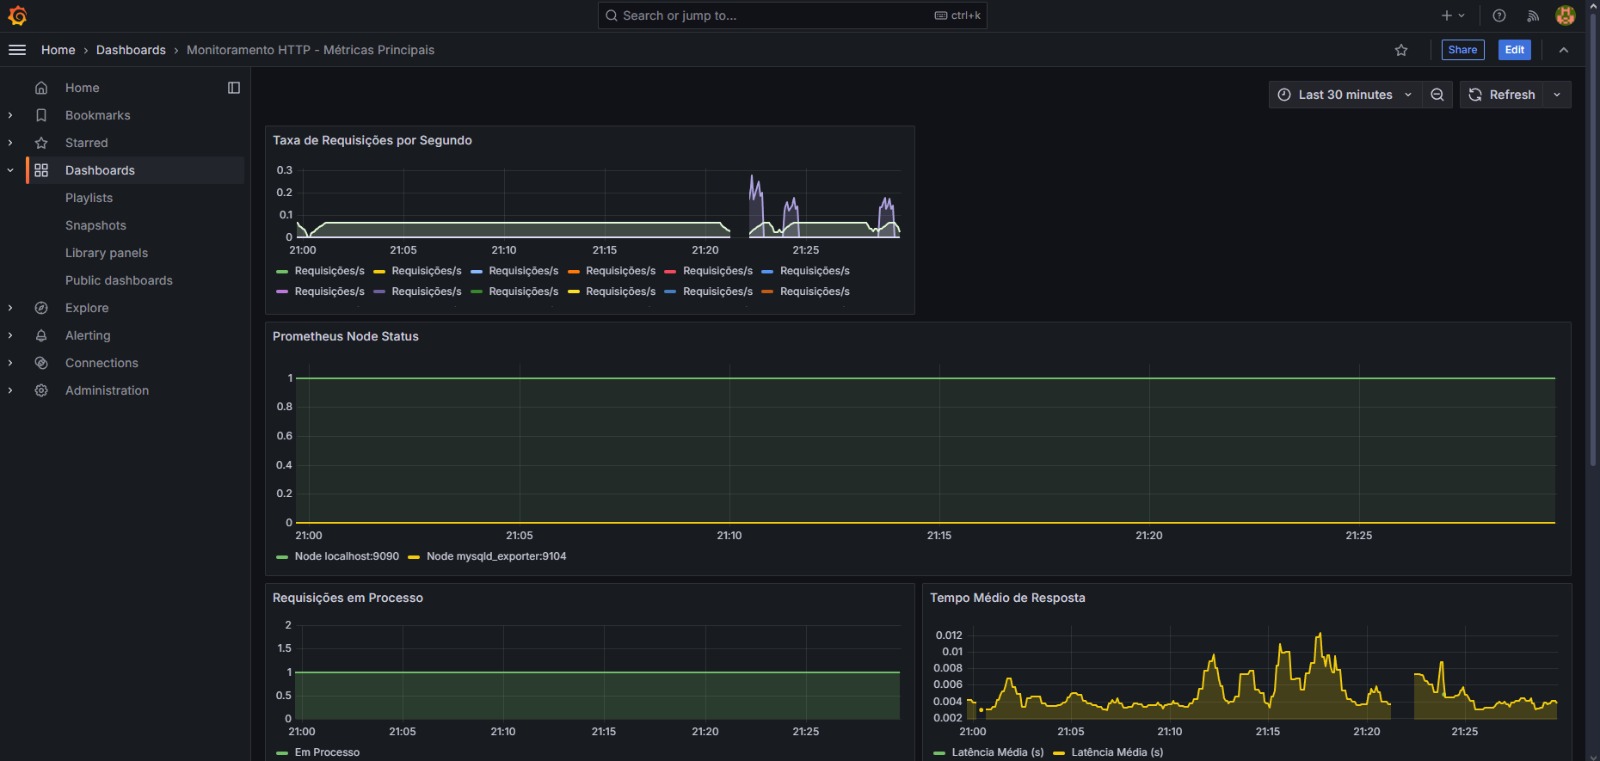 Search or jump to... ctrl+k
Home › Dashboards › Monitoramento HTTP - Métricas Principais
Share Edit
Home
Bookmarks
Starred
Dashboards
Playlists
Snapshots
Library panels
Public dashboards
Explore
Alerting
Connections
Administration
Last 30 minutes Refresh
Taxa de Requisições por Segundo
0.3
0.2
0.1
0
21:00 21:05 21:10 21:15 21:20 21:25
Requisições/s Requisições/s Requisições/s Requisições/s Requisições/s Requisições/s
Requisições/s Requisições/s Requisições/s Requisições/s Requisições/s Requisições/s
Prometheus Node Status
1
0.8
0.6
0.4
0.2
0
21:00 21:05 21:10 21:15 21:20 21:25
Node localhost:9090 Node mysqld_exporter:9104
Requisições em Processo
2
1.5
1
0.5
0
21:00 21:05 21:10 21:15 21:20 21:25
Em Processo
Tempo Médio de Resposta
0.012
0.01
0.008
0.006
0.004
0.002
21:00 21:05 21:10 21:15 21:20 21:25
Latência Média (s) Latência Média (s)